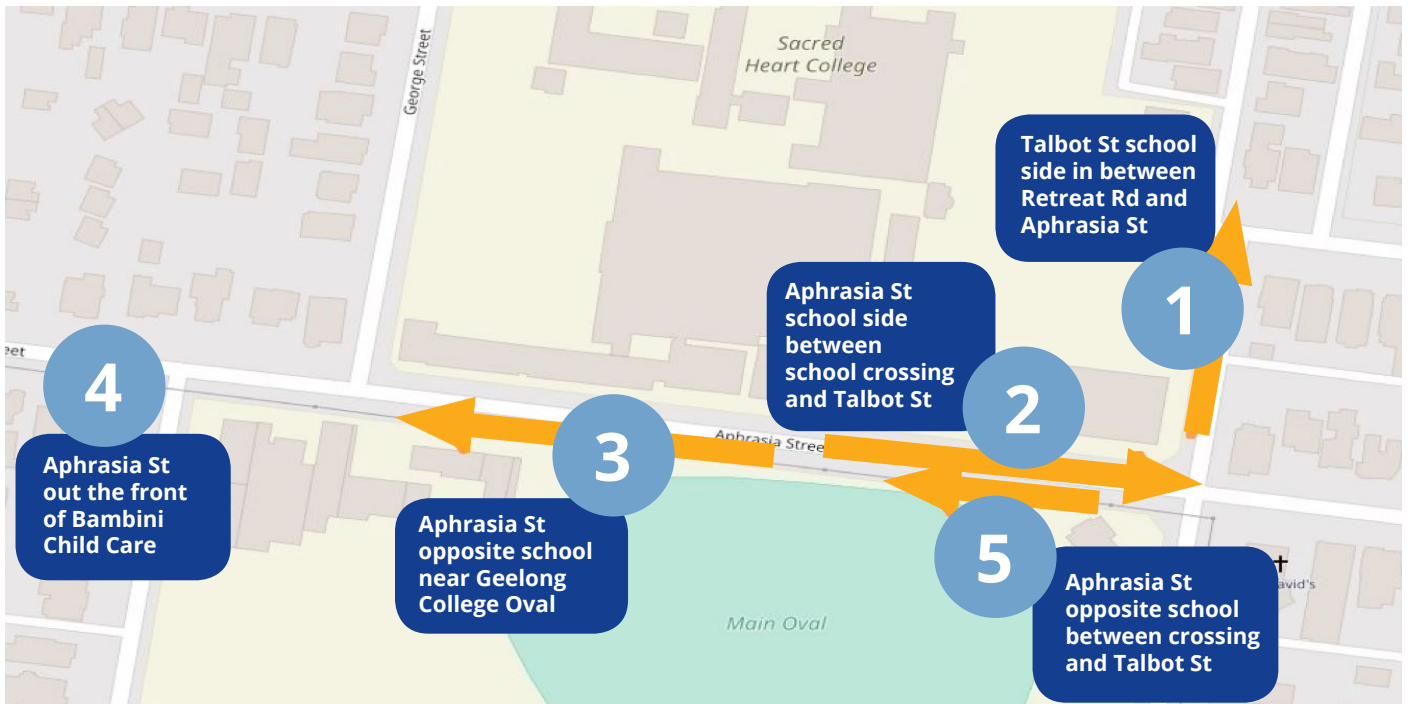 Sacred
Heart College
George Street
Talbot St school
side in between
Retreat Rd and
Aphrasia St
1
Aphrasia St
school side
between
school crossing
and Talbot St
2
eet
4
Aphrasia St
out the front
of Bambini
Child Care
Aphrasia Stree
3
Aphrasia St
opposite school
near Geelong
College Oval
5
Aphrasia St
opposite school
between crossing
and Talbot St
avid's
Main Oval